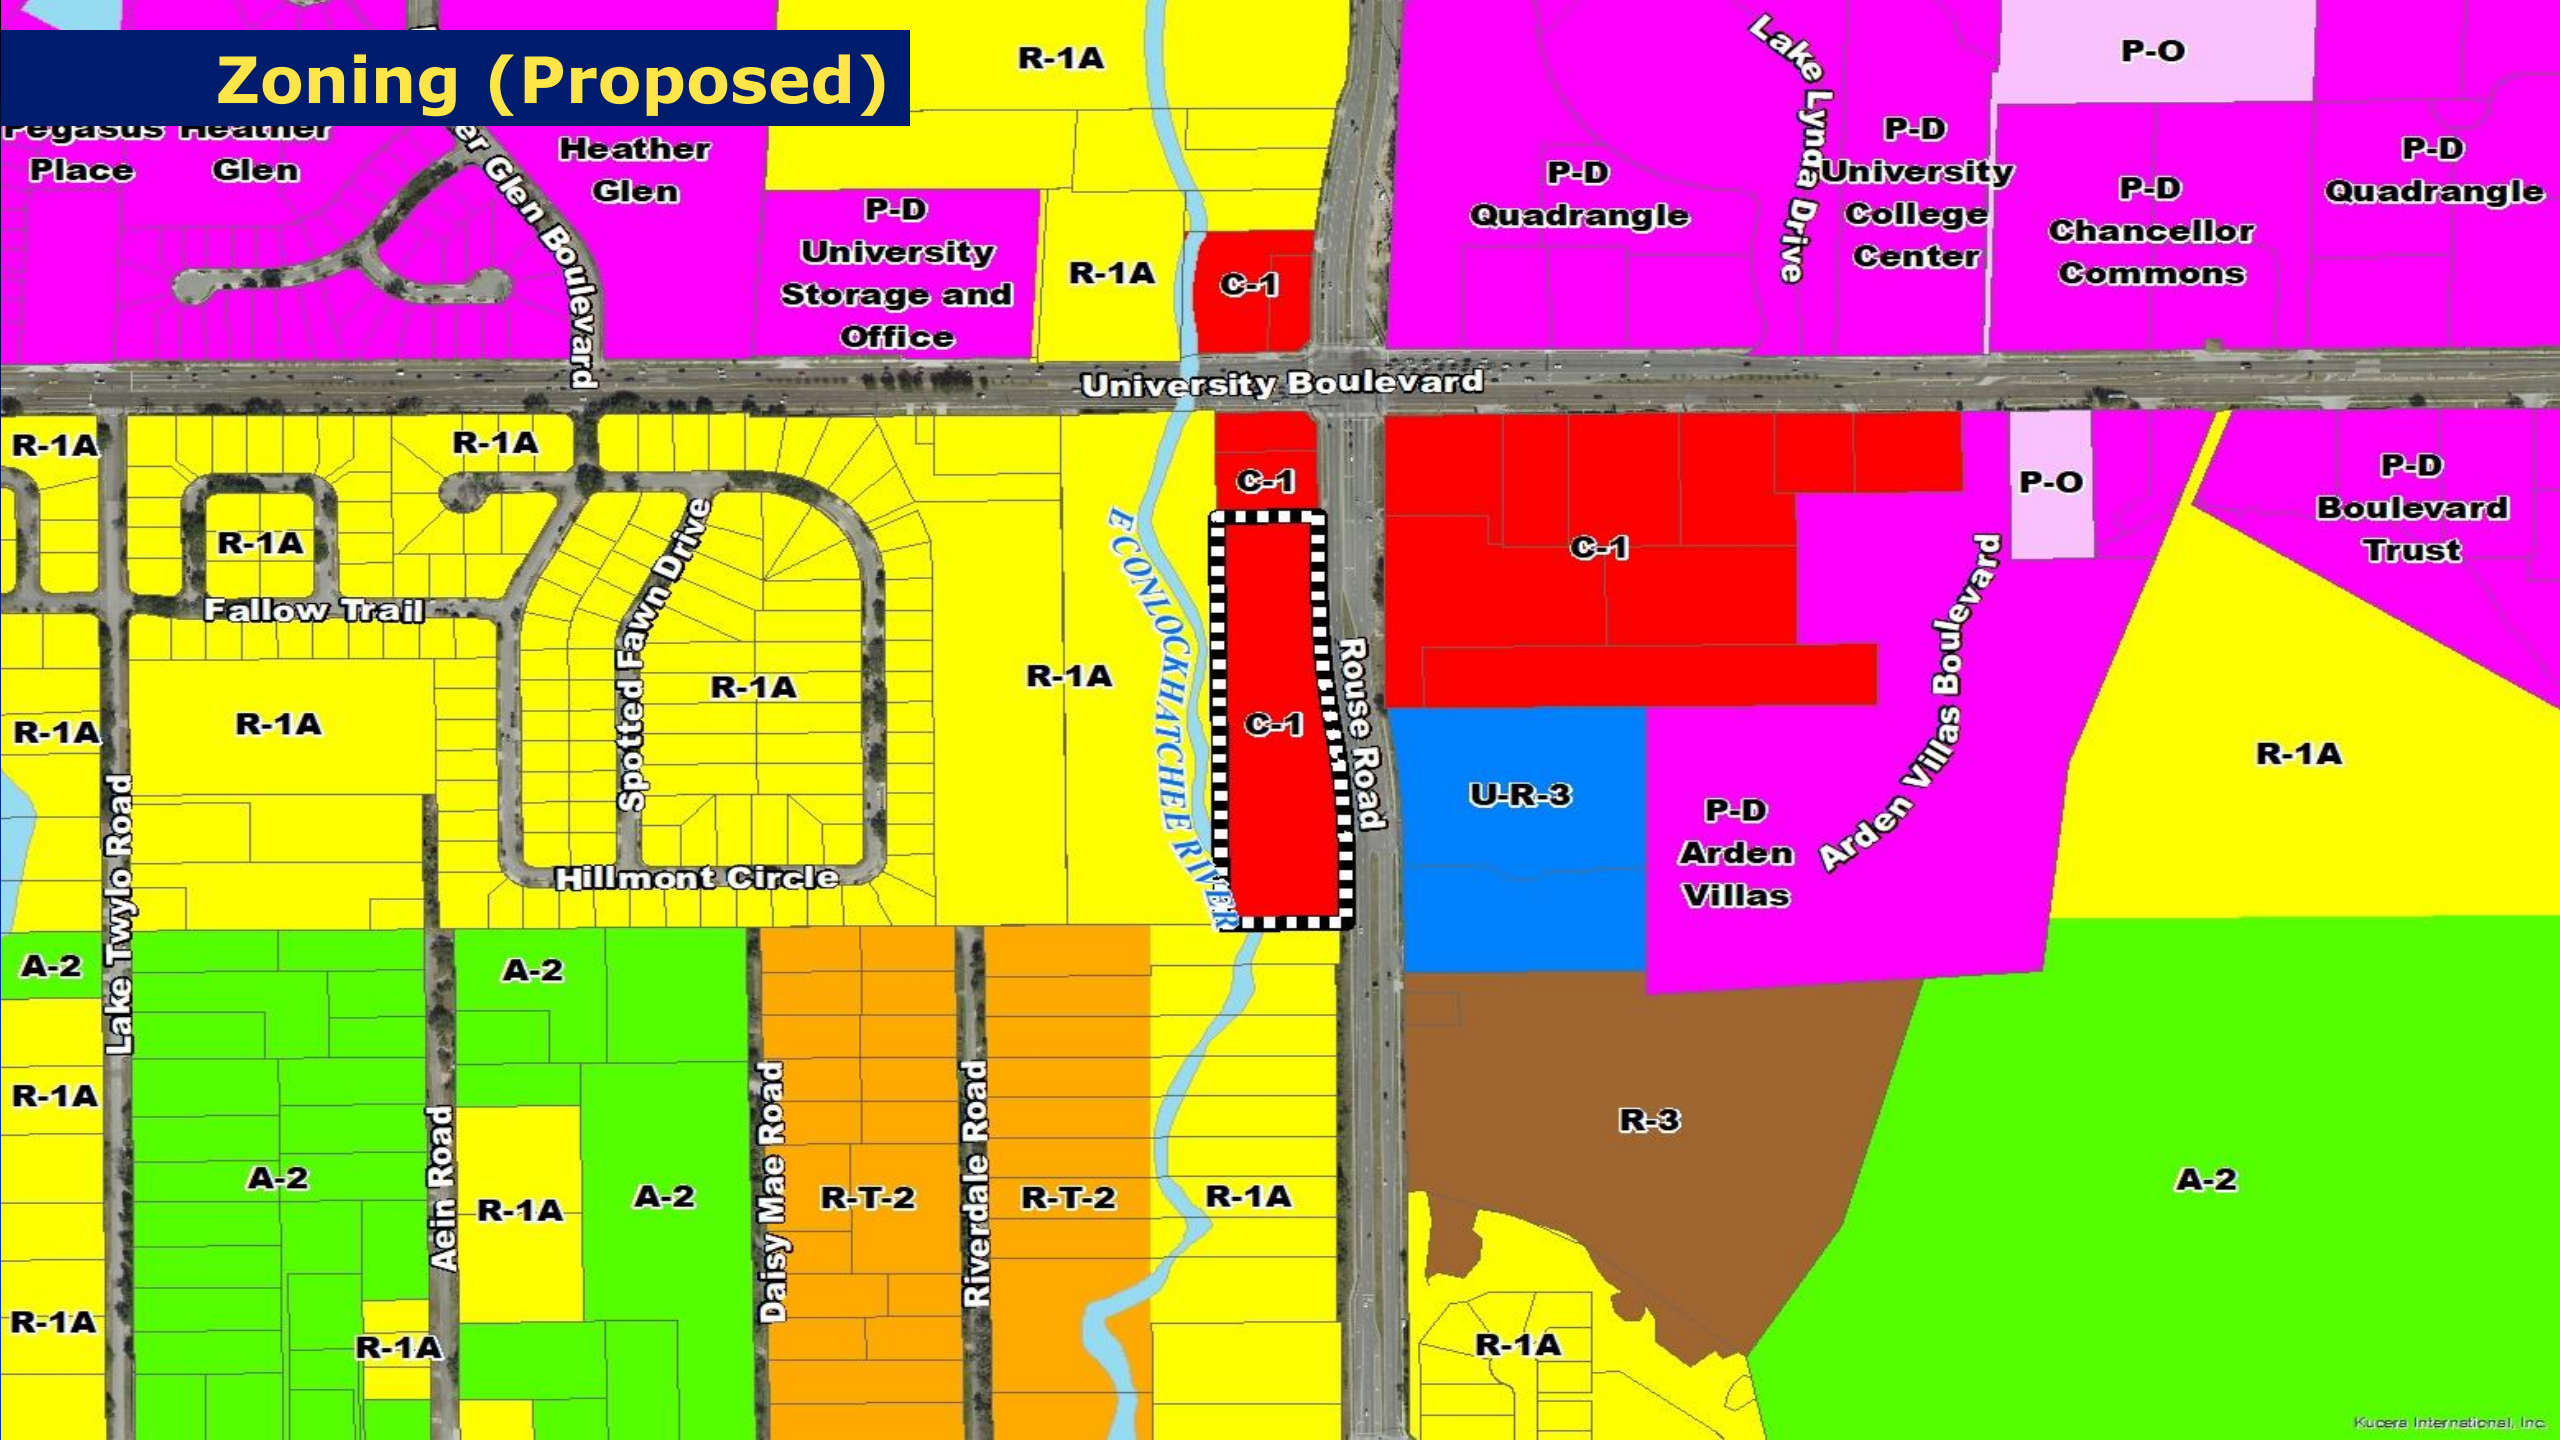 Zoning (Proposed)
R-1A
Lake Lynda Drive
P-O
Pegasus
Place
Heather
Glen
er Glen Boulevard
Heather
Glen
P-D
University
Storage and
Office
R-1A
C-1
P-D
Quadrangle
P-D
University
College
Center
P-D
Chancellor
Commons
P-D
Quadrangle
University Boulevard
R-1A
R-1A
R-1A
C-1
C-1
P-O
P-D
Boulevard
Trust
Fallow Trail
Spotted Fawn Drive
ECONLOCKHATCHEE RIVER
Rouse Road
Arden Villas Boulevard
R-1A
R-1A
R-1A
R-1A
C-1
R-1A
U-R-3
P-D
Arden
Villas
Lake Twylo Road
Hillmont Circle
A-2
A-2
R-1A
A-2
Aein Road
R-1A
A-2
Daisy Mae Road
R-T-2
Riverdale Road
R-T-2
R-1A
R-3
A-2
R-1A
R-1A
R-1A
Kucera International, Inc.